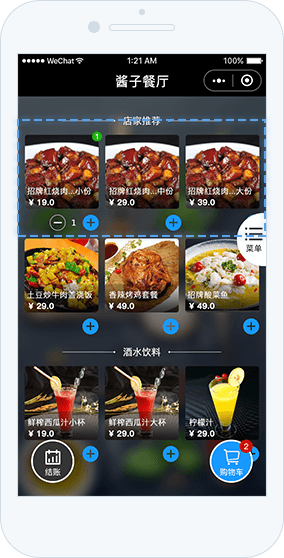 WeChat
1:21 AM
100%
酱子餐厅
店家推荐
1
招牌红烧肉...小份
¥ 19.0
1
招牌红烧肉...中份
¥ 29.0
招牌红烧肉...大份
¥ 39.0
菜单
土豆炒牛肉盖浇饭
¥ 49.0
香辣烤鸡套餐
¥ 49.0
招牌酸菜鱼
¥ 49.0
酒水饮料
鲜榨西瓜汁小杯
¥ 19.0
鲜榨西瓜汁大杯
¥ 29.0
柠檬汁
¥ 29.0
结账
2
购物车